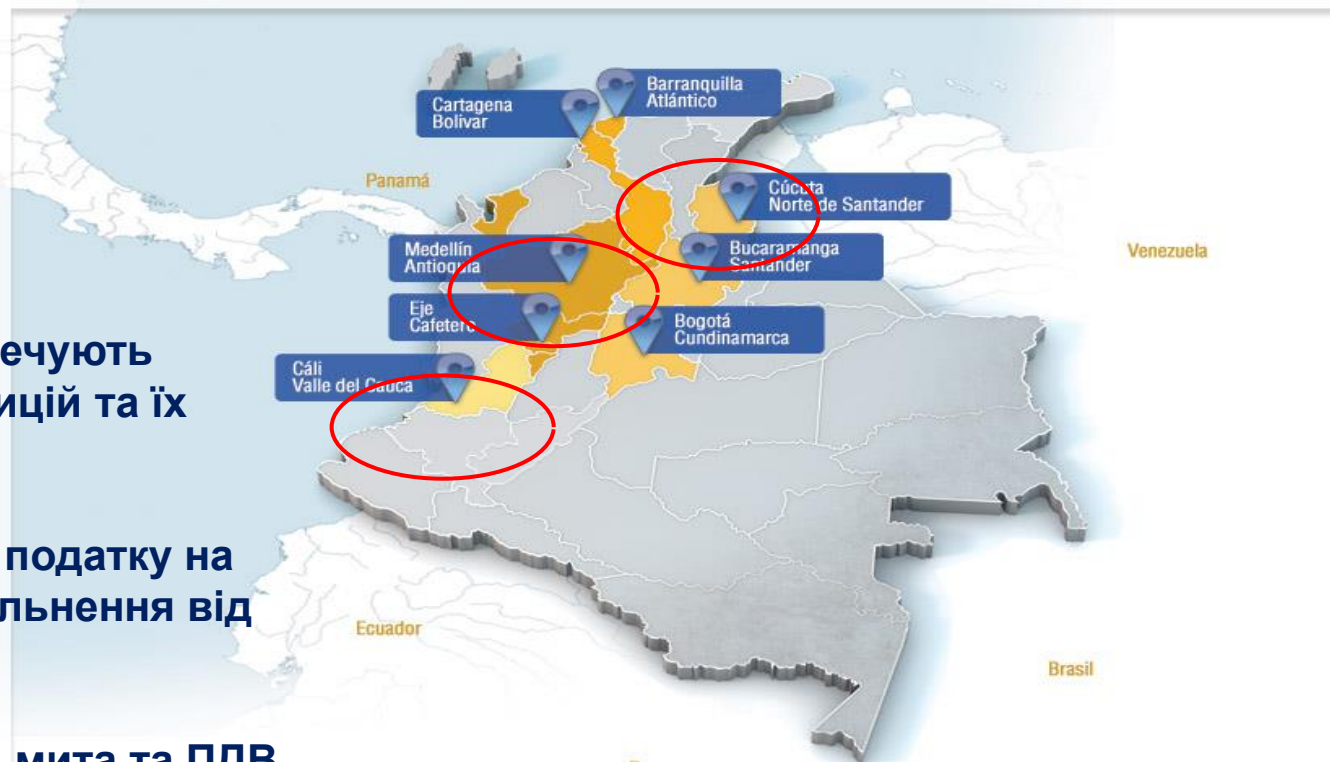 Barranquilla
Atlántico
Cartagena
Bolívar
Panamá
Cúcuta
Norte de Santander
Medellín
Antioquia
Bucaramanga
Santander
Venezuela
Eje
Cafetero
Bogotá
Cundinamarca
ечують
Cáli
Valle del Cauca
ицій та їх
податку на
льнення від
Ecuador
Brasil
мита та ПДВ